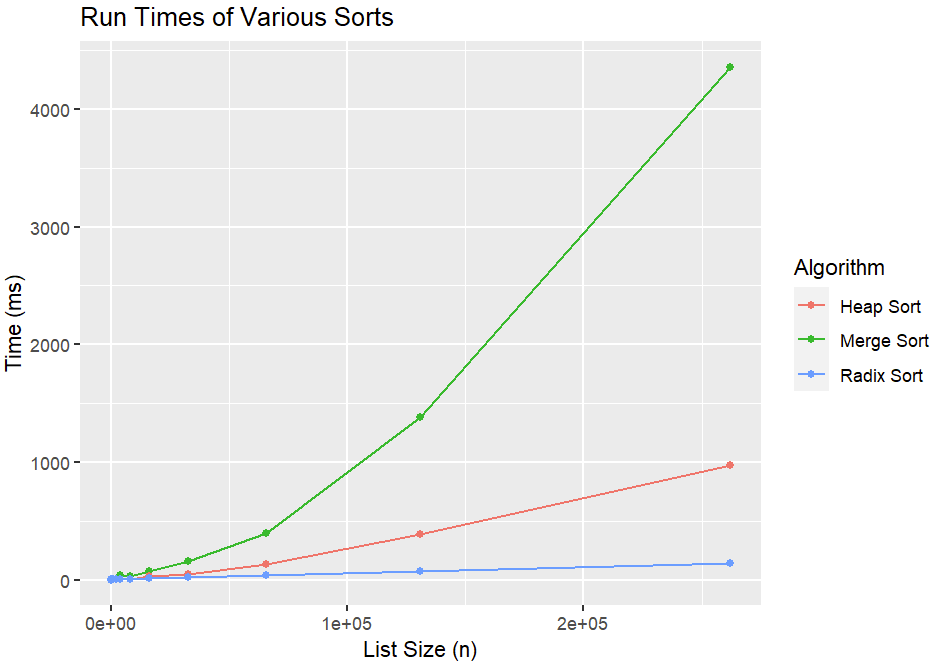 Run Times of Various Sorts
Time (ms)
4000
3000
2000
1000
0
0e+00
1e+05
2e+05
List Size (n)
Algorithm
Heap Sort
Merge Sort
Radix Sort